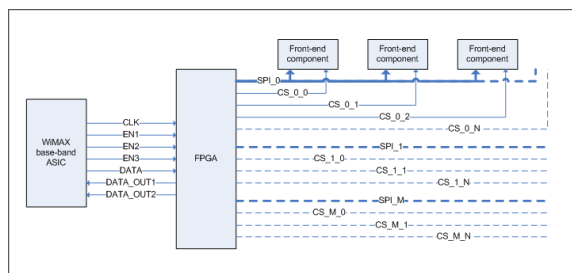 Front-end
component
Front-end
component
Front-end
component
SPI_0
CS_0_0
CS_0_1
CS_0_2
CS_0_N
WiMAX
base-band
ASIC
CLK
EN1
EN2
EN3
DATA
DATA_OUT1
DATA_OUT2
FPGA
SPI_1
CS_1_0
CS_1_1
CS_1_N
SPI_M
CS_M_0
CS_M_1
CS_M_N